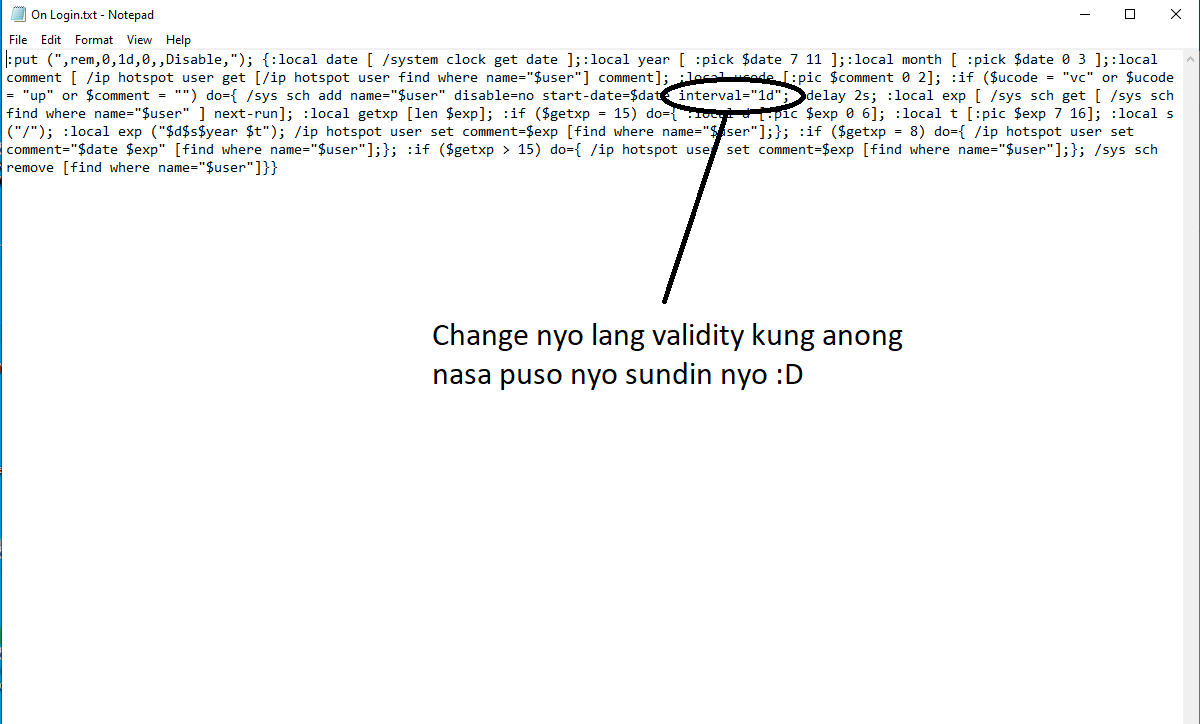 On Login.txt - Notepad
File Edit Format View Help
:put (",rem,0,1d,0,,Disable,"); {:local date [ /system clock get date ];:local year [ :pick $date 7 11 ];:local month [ :pick $date 0 3 ];:local
comment [ /ip hotspot user get [/ip hotspot user find where name="$user"] comment]; :local ucode [:pic $comment 0 2]; :if ($ucode = "vc" or $ucode
= "up" or $comment = "") do={ /sys sch add name="$user" disable=no start-date=$date interval="1d"; :delay 2s; :local exp [ /sys sch get [ /sys sch
find where name="$user" ] next-run]; :local getxp [len $exp]; :if ($getxp = 15) do={ :local d [:pic $exp 0 6]; :local t [:pic $exp 7 16]; :local s
("/"); :local exp ("$d$s$year $t"); /ip hotspot user set comment=$exp [find where name="$user"];}; :if ($getxp = 8) do={ /ip hotspot user set
comment="$date $exp" [find where name="$user"];}; :if ($getxp > 15) do={ /ip hotspot user set comment=$exp [find where name="$user"];}; /sys sch
remove [find where name="$user"]}}
Change nyo lang validity kung anong
nasa puso nyo sundin nyo :D